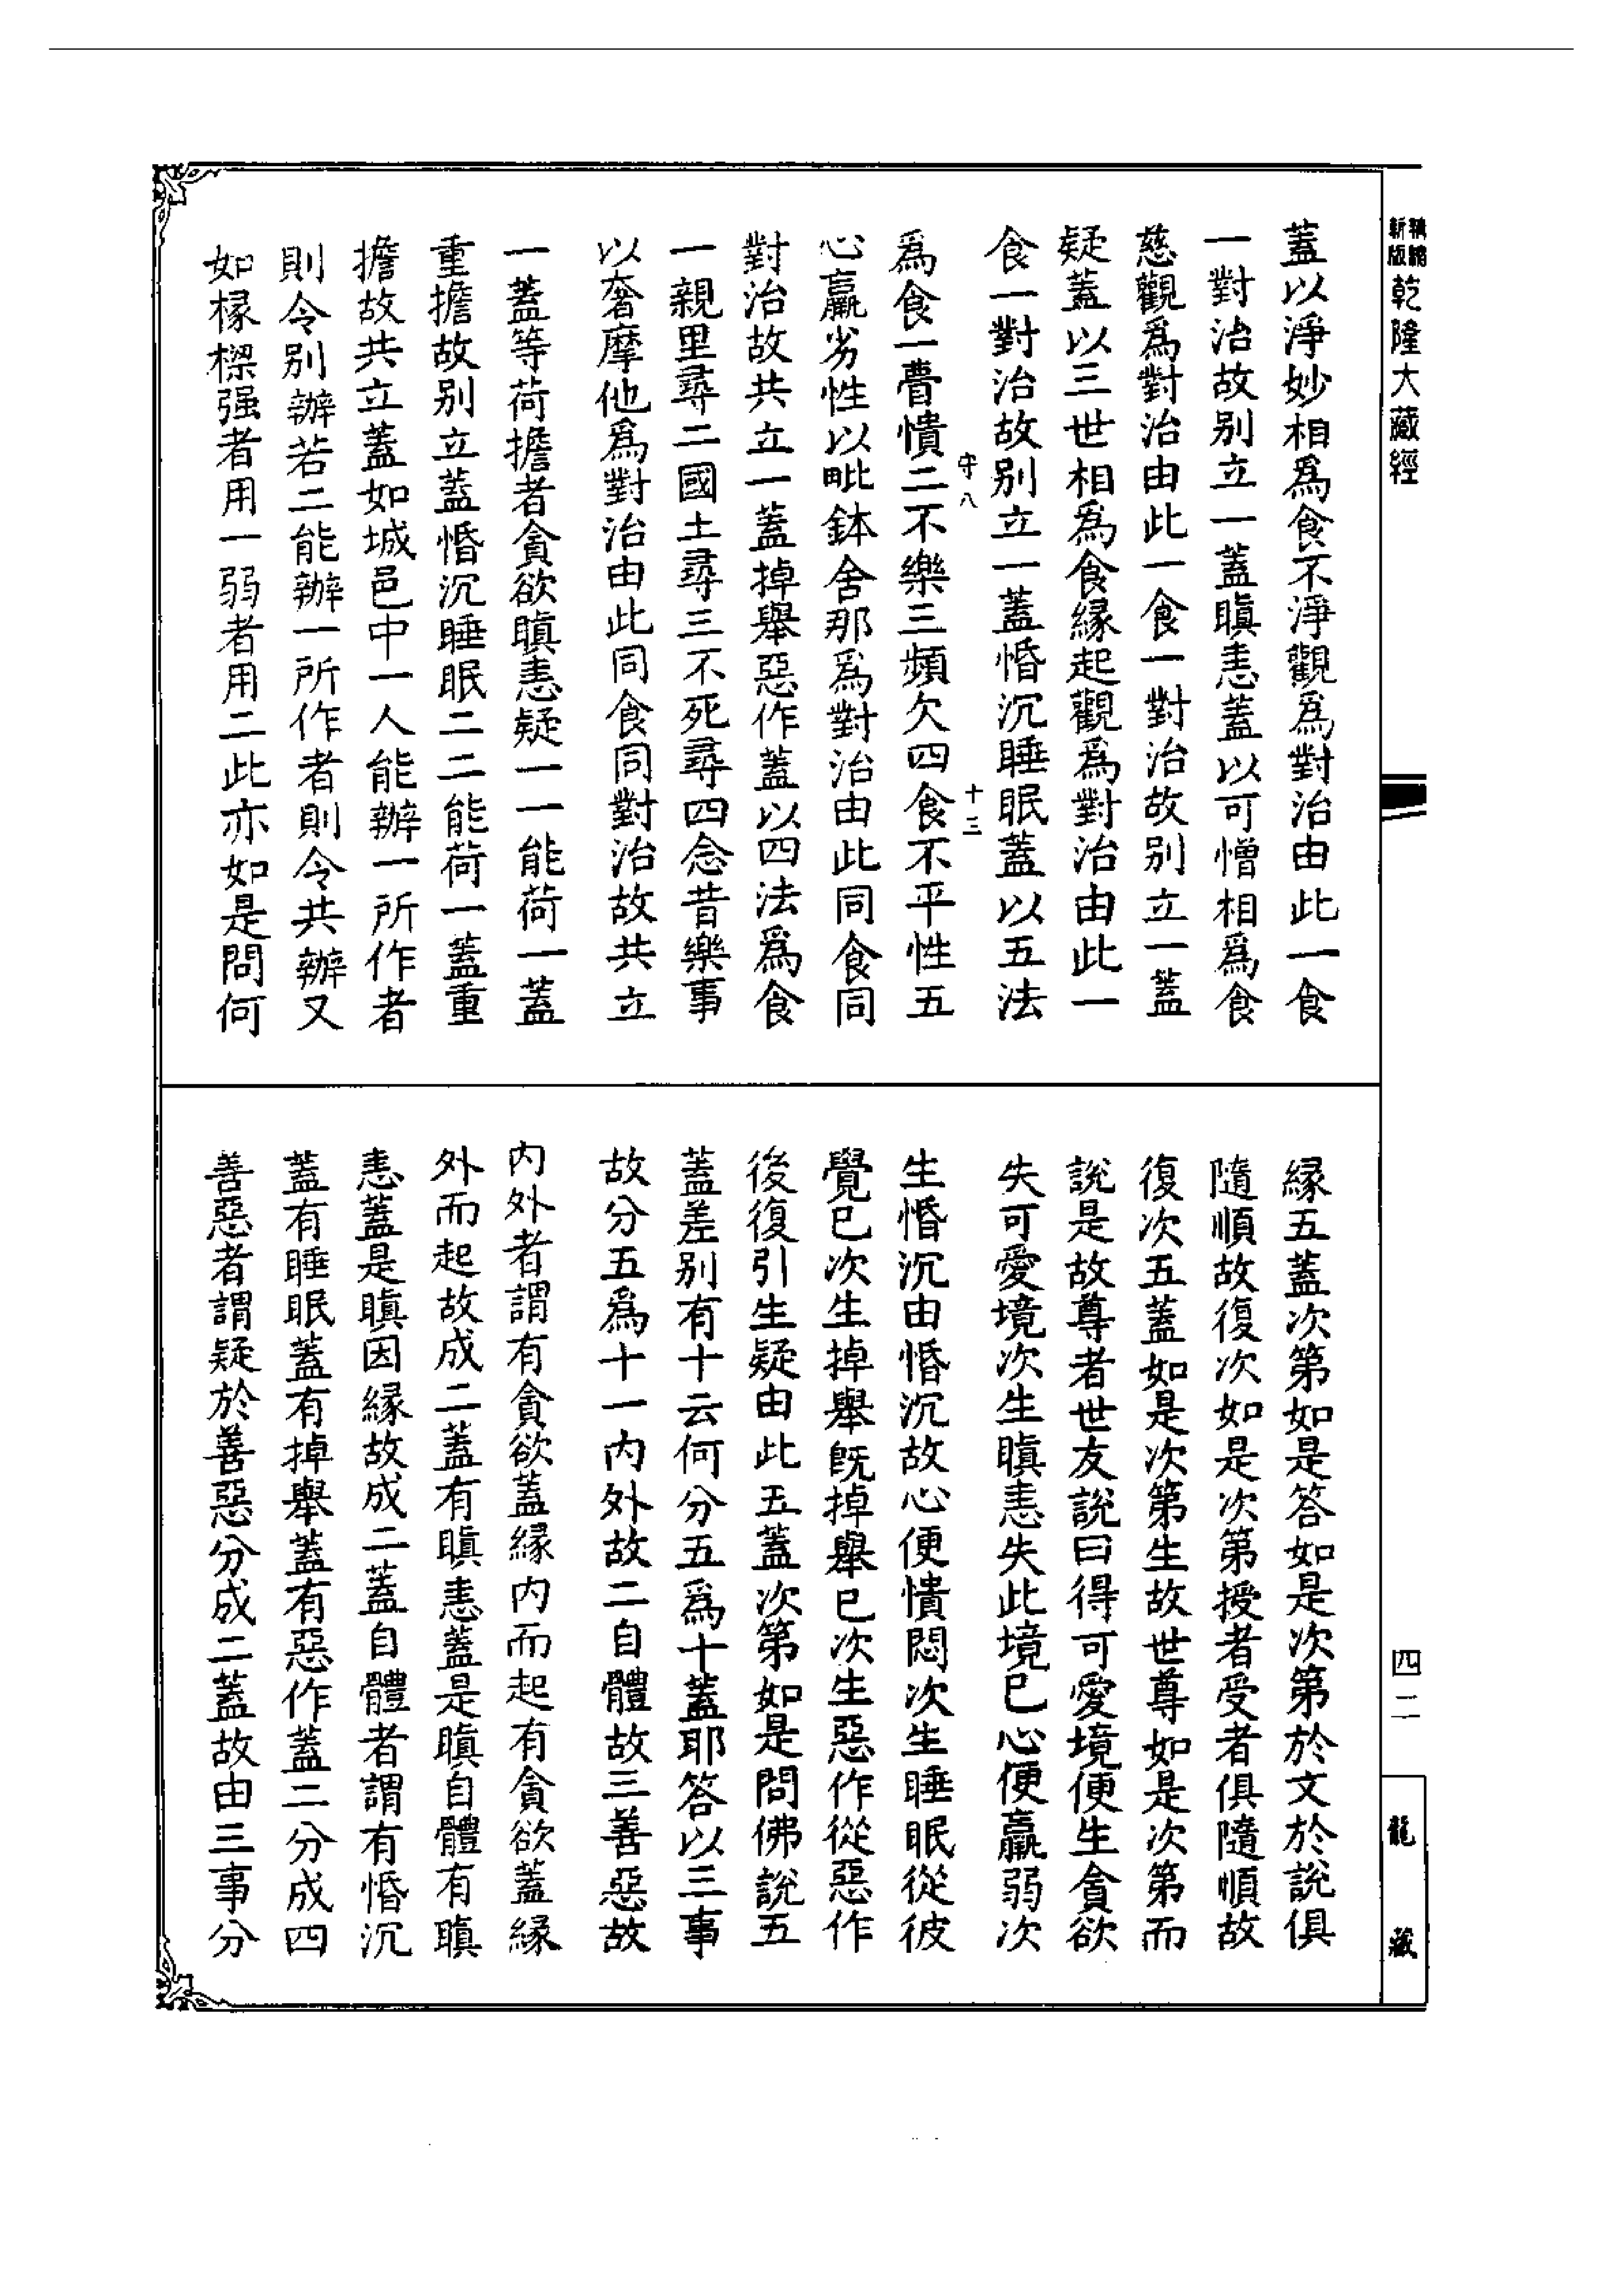 精縮
新版
乾隆大藏經
蓋以淨妙相爲食不淨觀爲對治由此一食
一對治故别立一蓋瞋恚蓋以可憎相爲食
慈觀爲對治由此一食一對治故别立一蓋
疑蓋以三世相爲食緣起觀爲對治由此一
食一對治故别立一蓋惛沉睡眠蓋以五法
守八
十三
爲食一瞢憒二不樂三頻欠四食不平性五
心羸劣性以毗鉢舍那爲對治由此同食同
對治故共立一蓋掉舉惡作蓋以四法爲食
一親里尋二國土尋三不死尋四念昔樂事
以奢摩他爲對治由此同食同對治故共立
一蓋等荷擔者貪欲瞋恚疑一一能荷一蓋
重擔故别立蓋惛沉睡眠二二能荷一蓋重
擔故共立蓋如城邑中一人能辦一所作者
則令别辦若二能辦一所作者則令共辦又
如椽梁强者用一弱者用二此亦如是問何
緣五蓋次第如是答如是次第於文於說俱
隨順故復次如是次第授者受者俱隨順故
復次五蓋如是次第生故世尊如是次第而
說是故尊者世友說曰得可愛境便生貪欲
失可愛境次生瞋恚失此境已心便羸弱次
生惛沉由惛沉故心便憒悶次生睡眠從彼
覺已次生掉舉旣掉舉已次生惡作從惡作
後復引生疑由此五蓋次第如是問佛說五
蓋差别有十云何分五爲十蓋耶答以三事
故分五爲十一内外故二自體故三善惡故
内外者謂有貪欲蓋緣内而起有貪欲蓋緣
外而起故成二蓋有瞋恚蓋是瞋自體有瞋
恚蓋是瞋因緣故成二蓋自體者謂有惛沉
蓋有睡眠蓋有掉舉蓋有惡作蓋二分成四
善惡者謂疑於善惡分成二蓋故由三事分
四二
龍藏